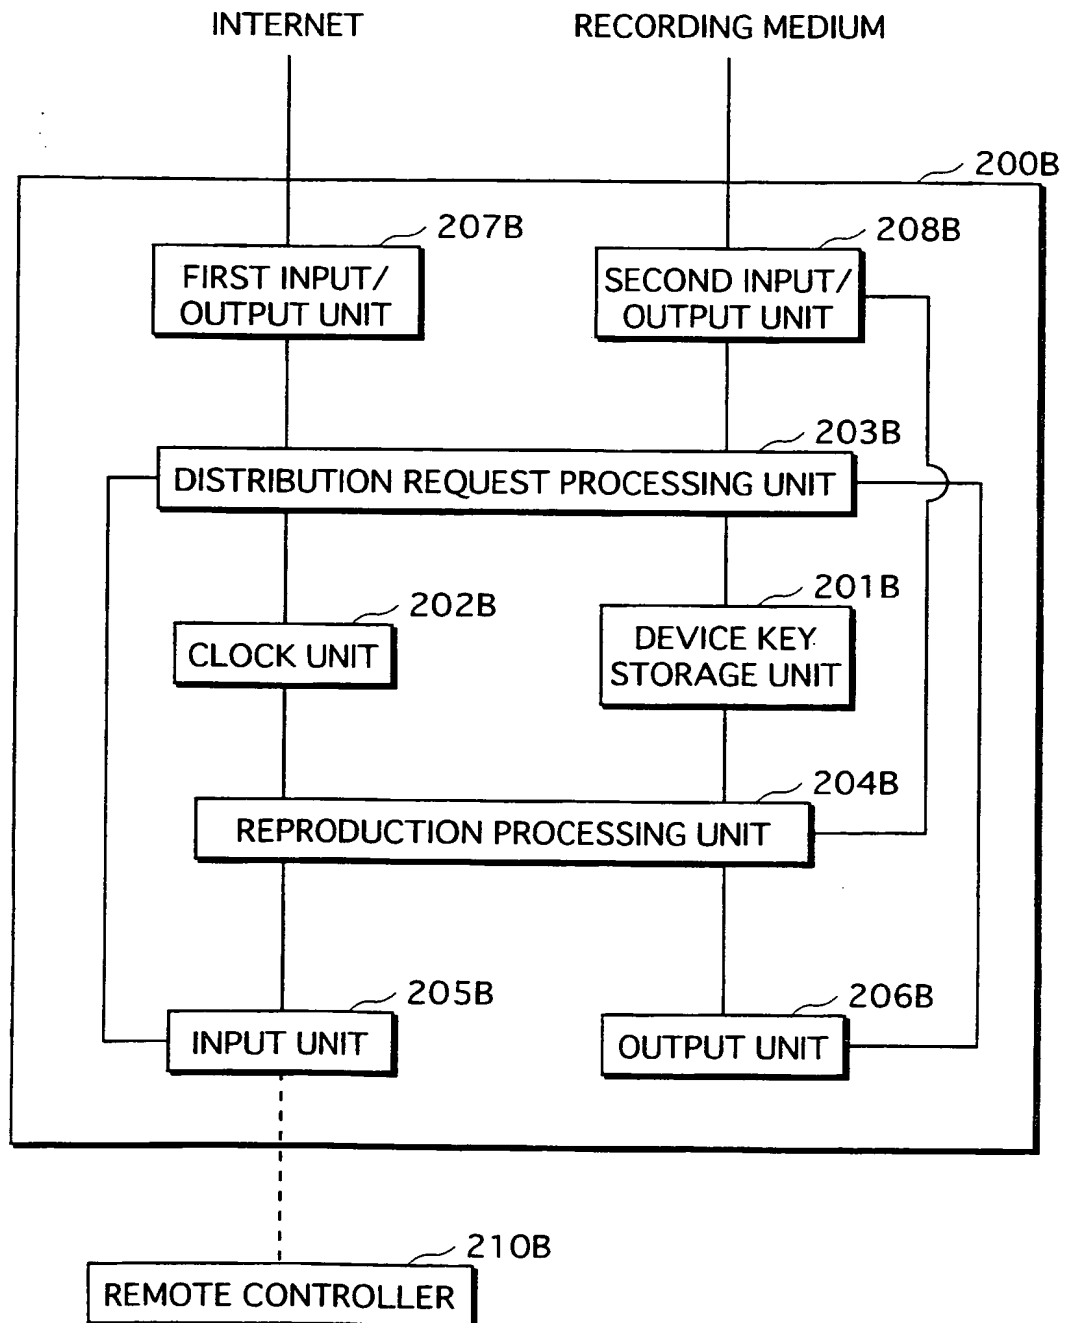 INTERNET
RECORDING MEDIUM
200B
207B
208B
FIRST INPUT/
OUTPUT UNIT
SECOND INPUT/
OUTPUT UNIT
203B
DISTRIBUTION REQUEST PROCESSING UNIT
202B
201B
CLOCK UNIT
DEVICE KEY
STORAGE UNIT
204B
REPRODUCTION PROCESSING UNIT
205B
206B
INPUT UNIT
OUTPUT UNIT
210B
REMOTE CONTROLLER